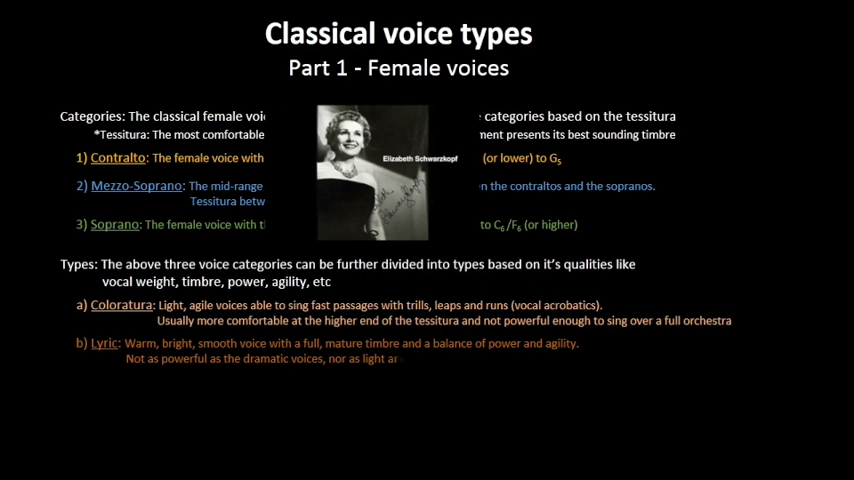 Classical voice types
Part 1 - Female voices
Categories: The classical female voi categories based on the tessitura
*Tessitura: The most comfortable ment presents its best sounding timbre
Elizabeth Schwarzkopf
1) Contralto: The female voice with (or lower) to G5
2) Mezzo-Soprano: The mid-range n the contraltos and the sopranos.
Tessitura betw
3) Soprano: The female voice with t to C6/F6 (or higher)
Types: The above three voice categories can be further divided into types based on it's qualities like
vocal weight, timbre, power, agility, etc
a) Coloratura: Light, agile voices able to sing fast passages with trills, leaps and runs (vocal acrobatics).
Usually more comfortable at the higher end of the tessitura and not powerful enough to sing over a full orchestra
b) Lyric: Warm, bright, smooth voice with a full, mature timbre and a balance of power and agility.
Not as powerful as the dramatic voices, nor as light ar